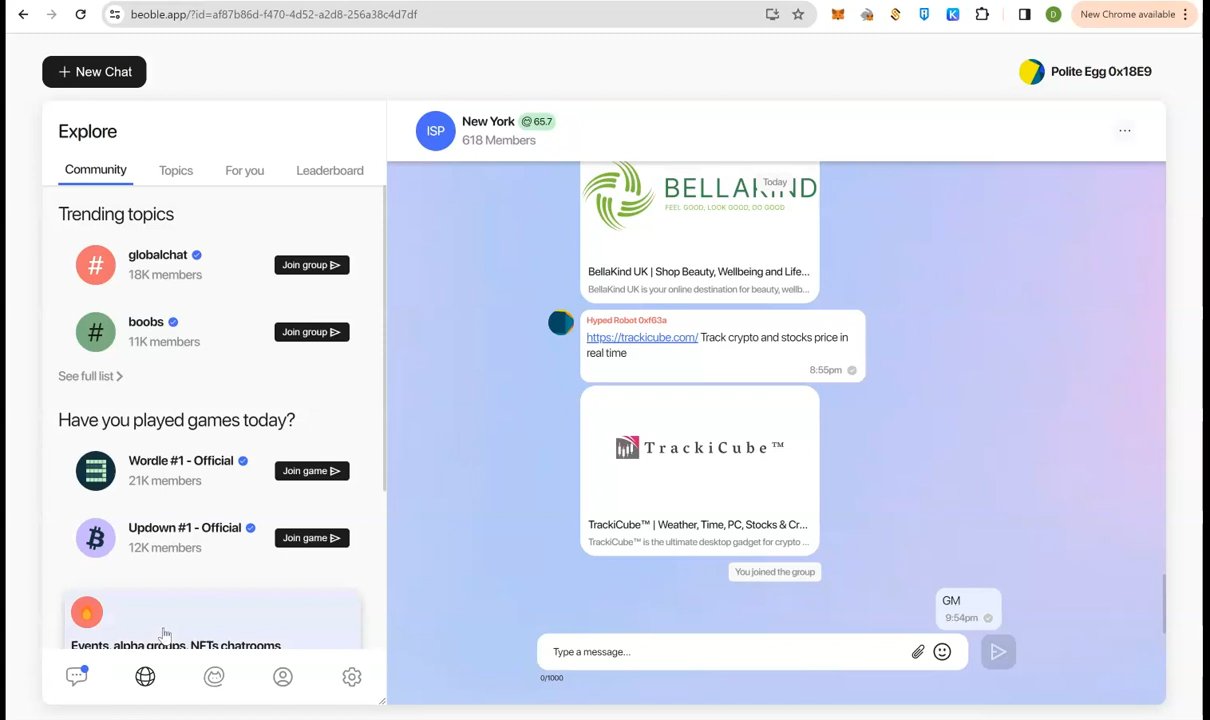 beoble.app/?id=af87b86d-f470-4d52-a2d8-256a38c4d7df
New Chrome available
+ New Chat
Polite Egg 0x18E9
Explore
Community Topics For you Leaderboard
Trending topics
# globalchat
18K members
Join group
# boobs
11K members
Join group
See full list >
Have you played games today?
Wordle #1 - Official
21K members
Join game
Updown #1 - Official
12K members
Join game
Events, alpha groups, NFTs chatrooms
ISP
New York 65.7
618 Members
...
Today
BELLAKIND
FEEL GOOD, LOOK GOOD, DO GOOD
BellaKind UK | Shop Beauty, Wellbeing and Life...
BellaKind UK is your online destination for beauty, wellb...
Hyped Robot 0xf63a
https://trackicube.com/ Track crypto and stocks price in
real time
8:55pm
TrackiCube™
TrackiCube™ | Weather, Time, PC, Stocks & Cr...
TrackiCube™ is the ultimate desktop gadget for crypto ...
You joined the group
GM
9:54pm
Type a message...
0/1000